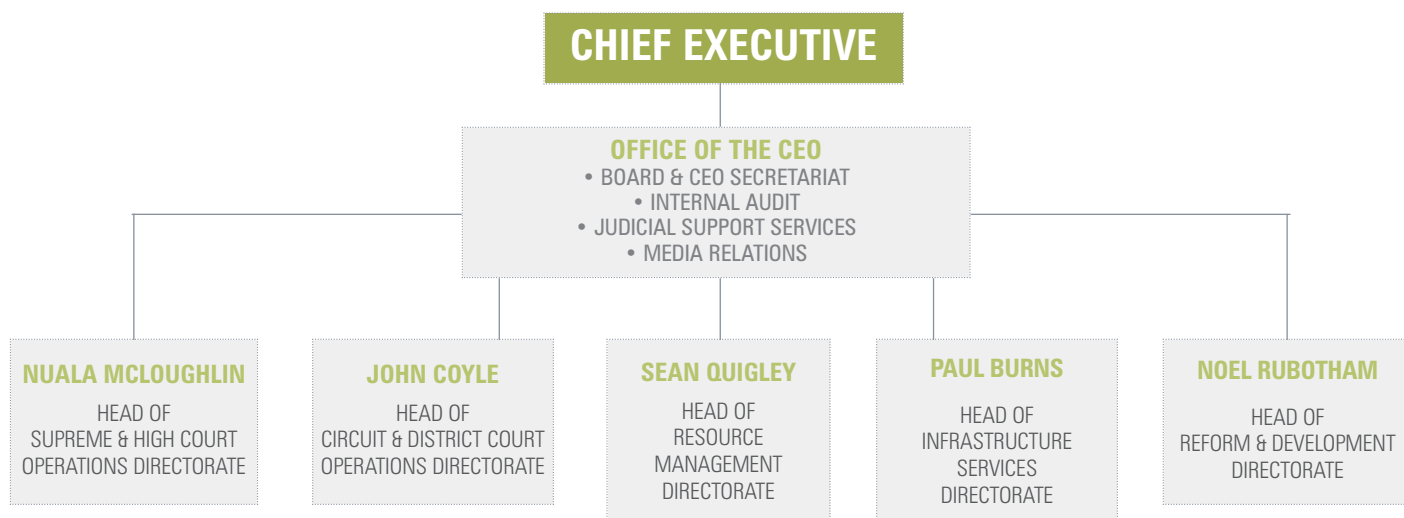 CHIEF EXECUTIVE
OFFICE OF THE CEO
• BOARD & CEO SECRETARIAT
• INTERNAL AUDIT
• JUDICIAL SUPPORT SERVICES
• MEDIA RELATIONS
NUALA MCLOUGHLIN
HEAD OF
SUPREME & HIGH COURT
OPERATIONS DIRECTORATE
JOHN COYLE
HEAD OF
CIRCUIT & DISTRICT COURT
OPERATIONS DIRECTORATE
SEAN QUIGLEY
HEAD OF
RESOURCE
MANAGEMENT
DIRECTORATE
PAUL BURNS
HEAD OF
INFRASTRUCTURE
SERVICES
DIRECTORATE
NOEL RUBOTHAM
HEAD OF
REFORM & DEVELOPMENT
DIRECTORATE